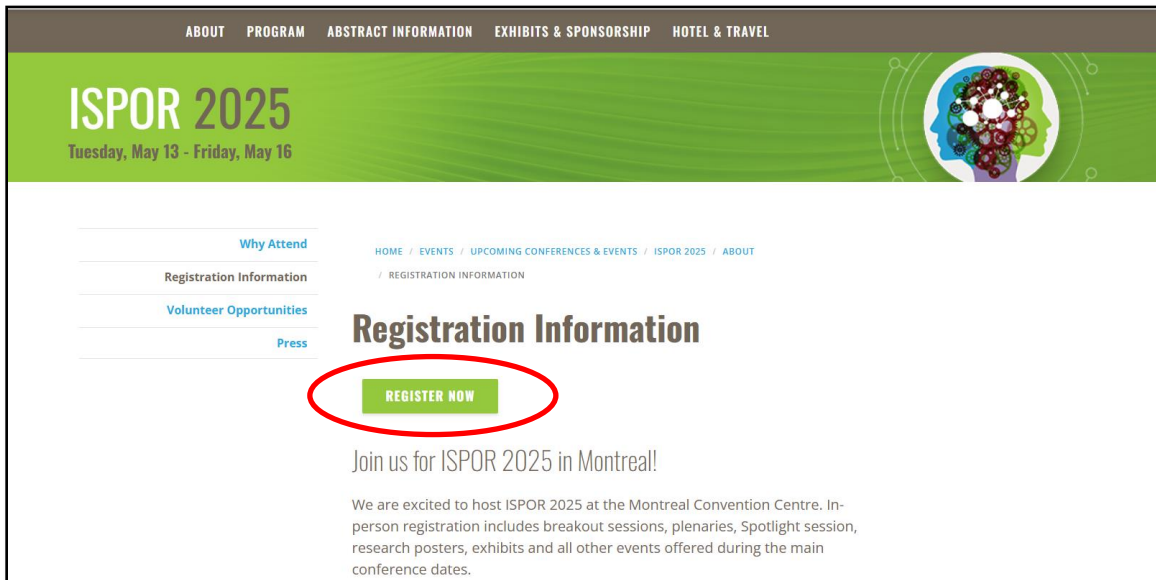 ABOUT PROGRAM ABSTRACT INFORMATION EXHIBITS & SPONSORSHIP HOTEL & TRAVEL
ISPOR 2025
Tuesday, May 13 - Friday, May 16
Why Attend
Registration Information
Volunteer Opportunities
Press
HOME / EVENTS / UPCOMING CONFERENCES & EVENTS / ISPOR 2025 / ABOUT
/ REGISTRATION INFORMATION
Registration Information
REGISTER NOW
Join us for ISPOR 2025 in Montreal!
We are excited to host ISPOR 2025 at the Montreal Convention Centre. In-
person registration includes breakout sessions, plenaries, Spotlight session,
research posters, exhibits and all other events offered during the main
conference dates.